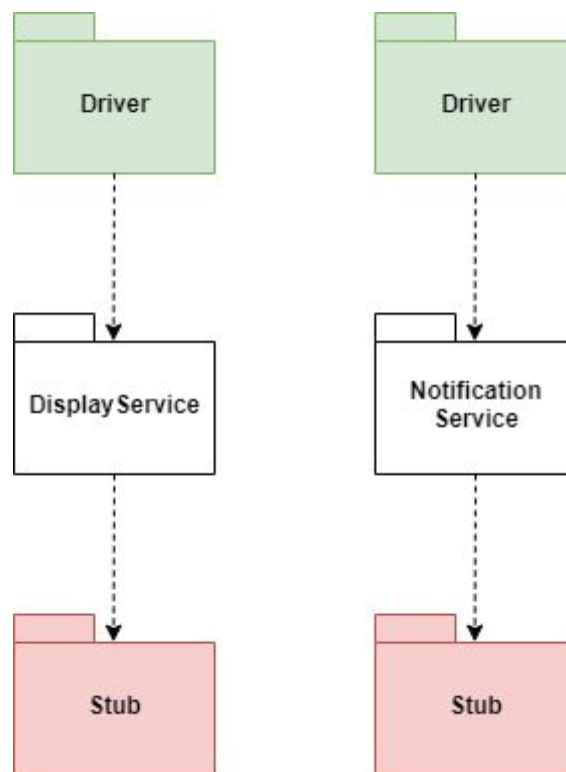 Driver
Driver
DisplayService
Notification
Service
Stub
Stub